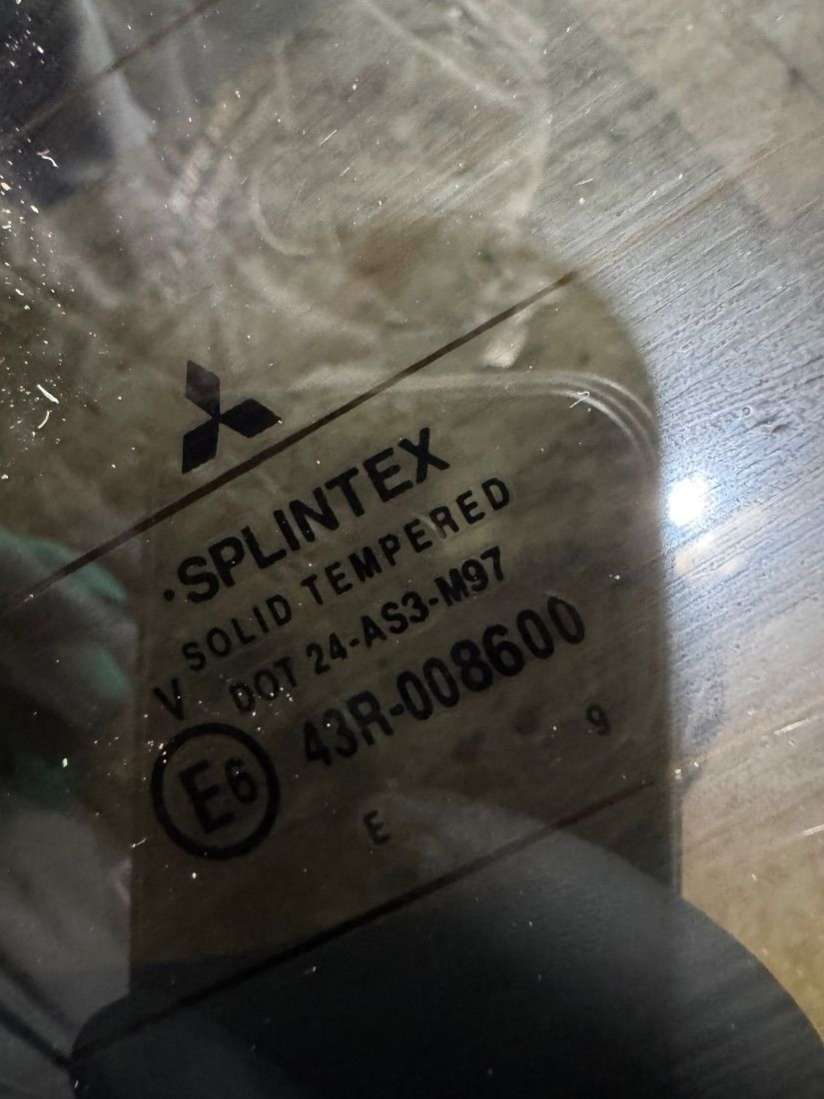 ·SPLINTEX
SOLID TEMPERED
DOT 24-AS3-M97
V
43R-008600
E6
9
E